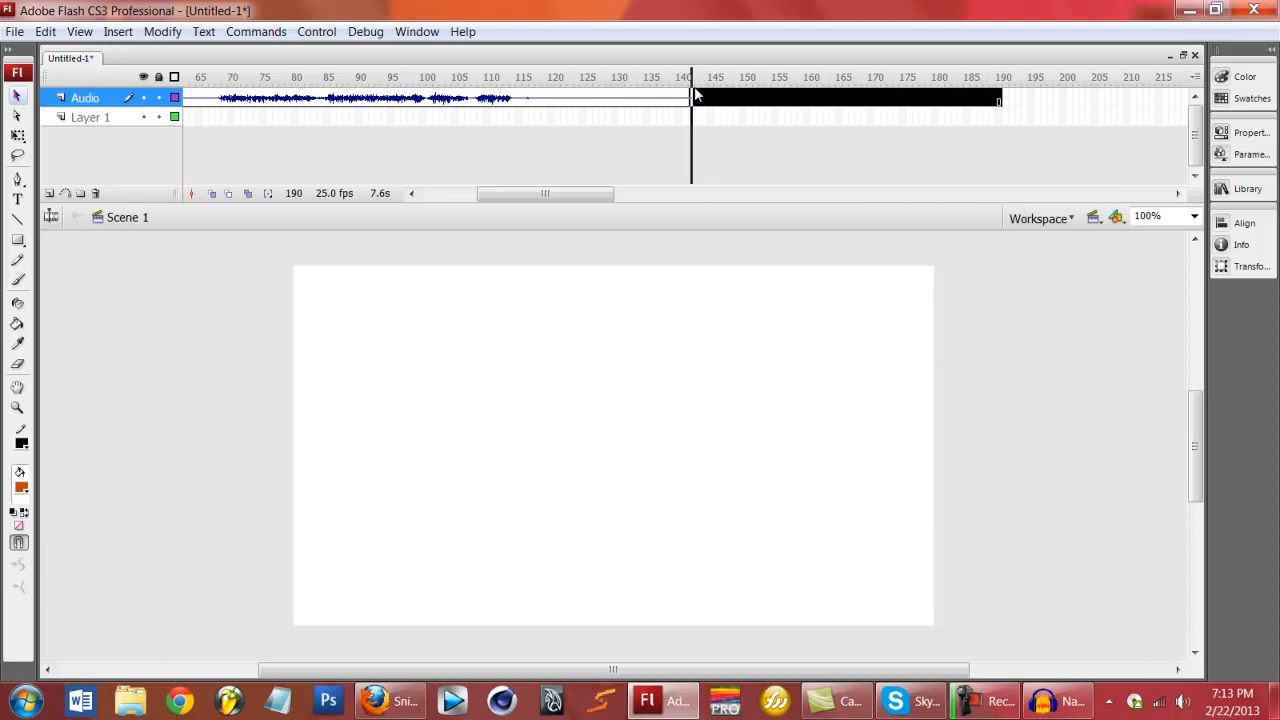 Fl Adobe Flash CS3 Professional - [Untitled-1*]
File Edit View Insert Modify Text Commands Control Debug Window Help
Untitled-1*
65 70 75 80 85 90 95 100 105 110 115 120 125 130 135 140 145 150 155 160 165 170 175 180 185 190 195 200 205 210 215
Fl
Audio
Layer 1
190 25.0 fps 7.6s
Scene 1
Workspace 100%
Color
Swatches
Propert...
Parame...
Library
Align
Info
Transfo...
Sni...
Ps
Fl Ad...
PRO
Ca...
Sky...
Rec...
Na...
7:13 PM
2/22/2013